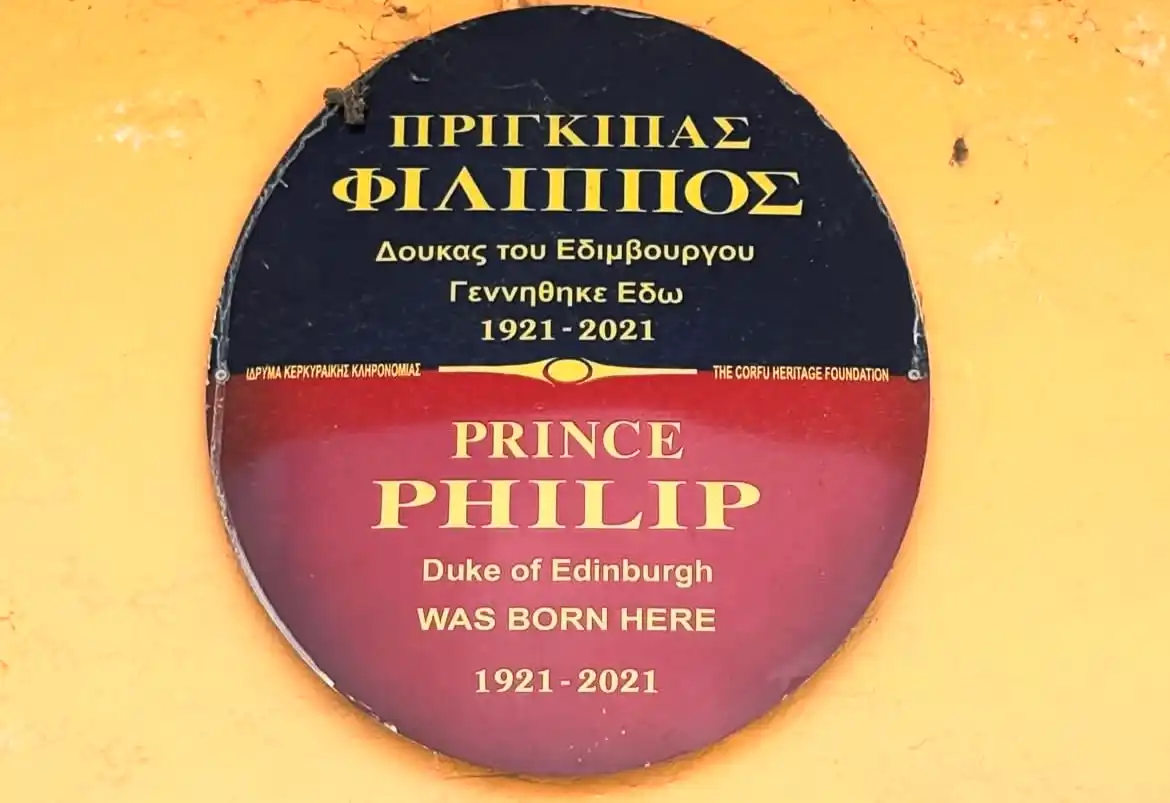 ΠΡΙΓΚΙΠΑΣ
ΦΙΛΙΠΠΟΣ
Δουκας του Εδιμβουργου
Γεννηθηκε Εδω
1921-2021
ΙΔΡΥΜΑ ΚΕΡΚΥΡΑΙΚΗΣ ΚΛΗΡΟΝΟΜΙΑΣ THE CORFU HERITAGE FOUNDATION
PRINCE
PHILIP
Duke of Edinburgh
WAS BORN HERE
1921-2021